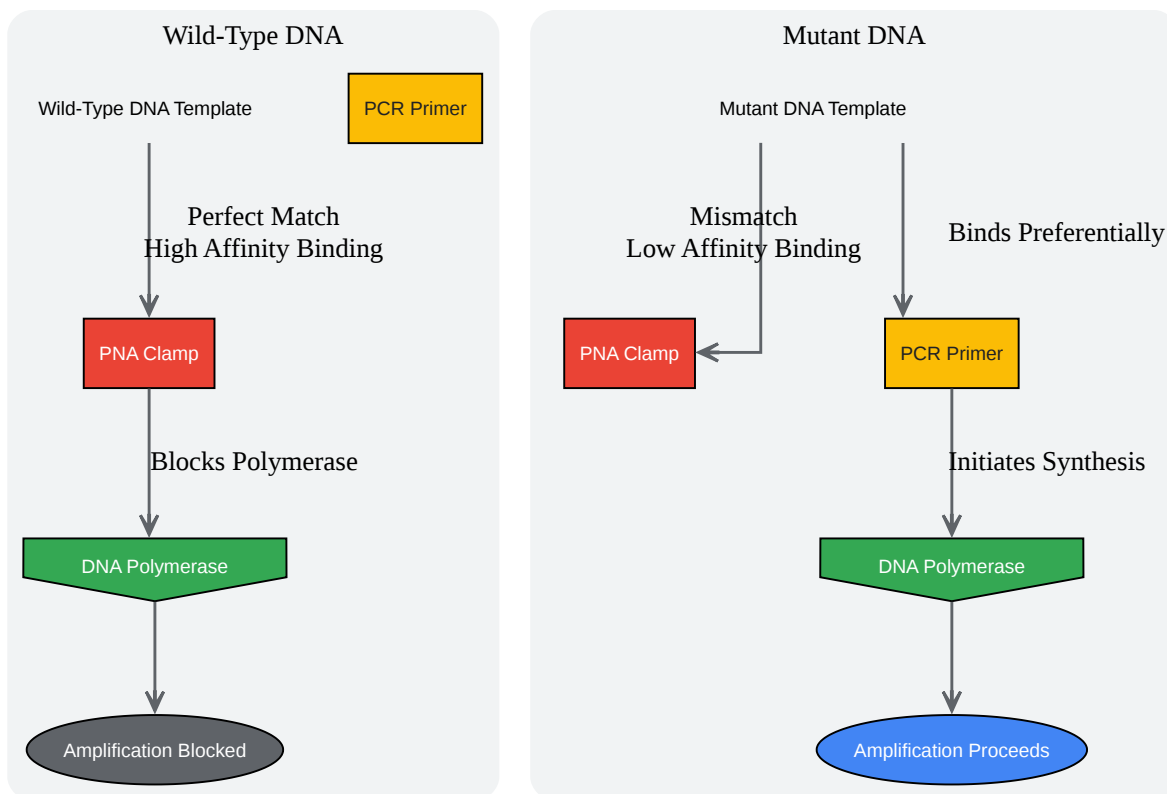 Wild-Type DNA
Wild-Type DNA Template
PCR Primer
Perfect Match
High Affinity Binding
PNA Clamp
Blocks Polymerase
DNA Polymerase
Amplification Blocked
Mutant DNA
Mutant DNA Template
Mismatch
Low Affinity Binding
Binds Preferentially
PNA Clamp
PCR Primer
Initiates Synthesis
DNA Polymerase
Amplification Proceeds